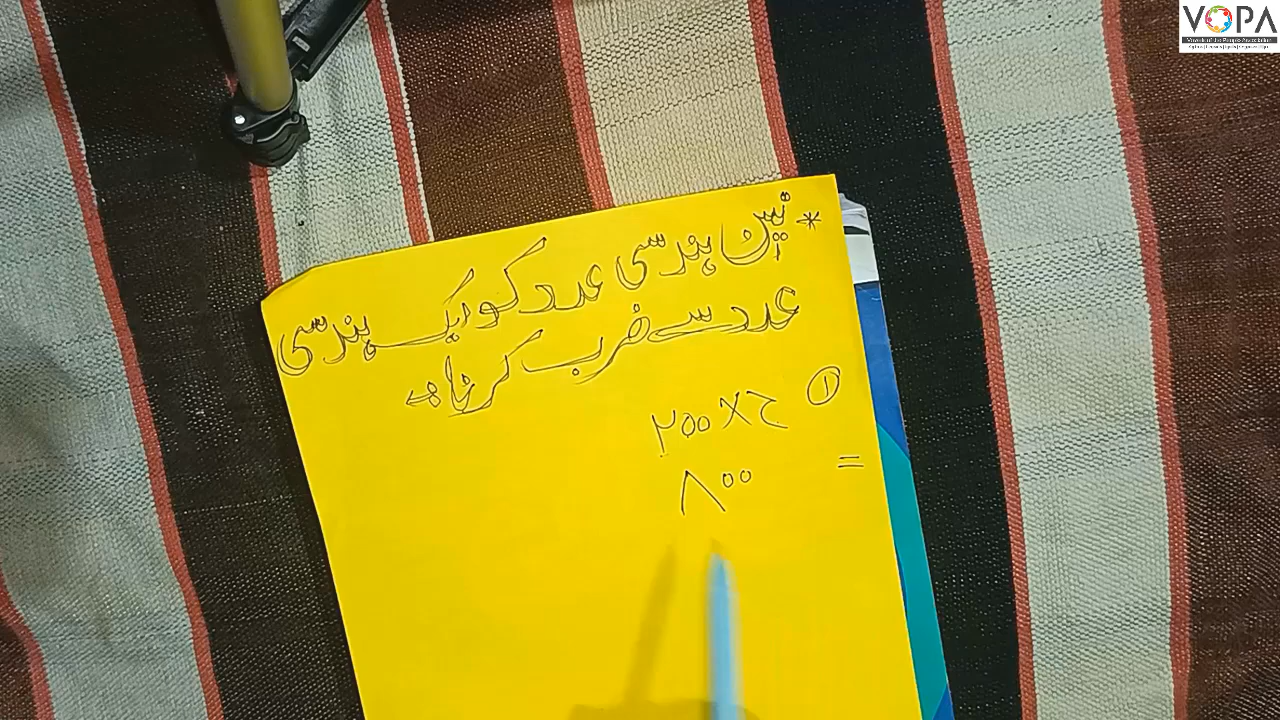 * تین ہندسی عدد کو ایک ہندسی
عدد سے ضرب کرنا۔
① ۲۰۰ × ۴
= ۸۰۰
VOPA